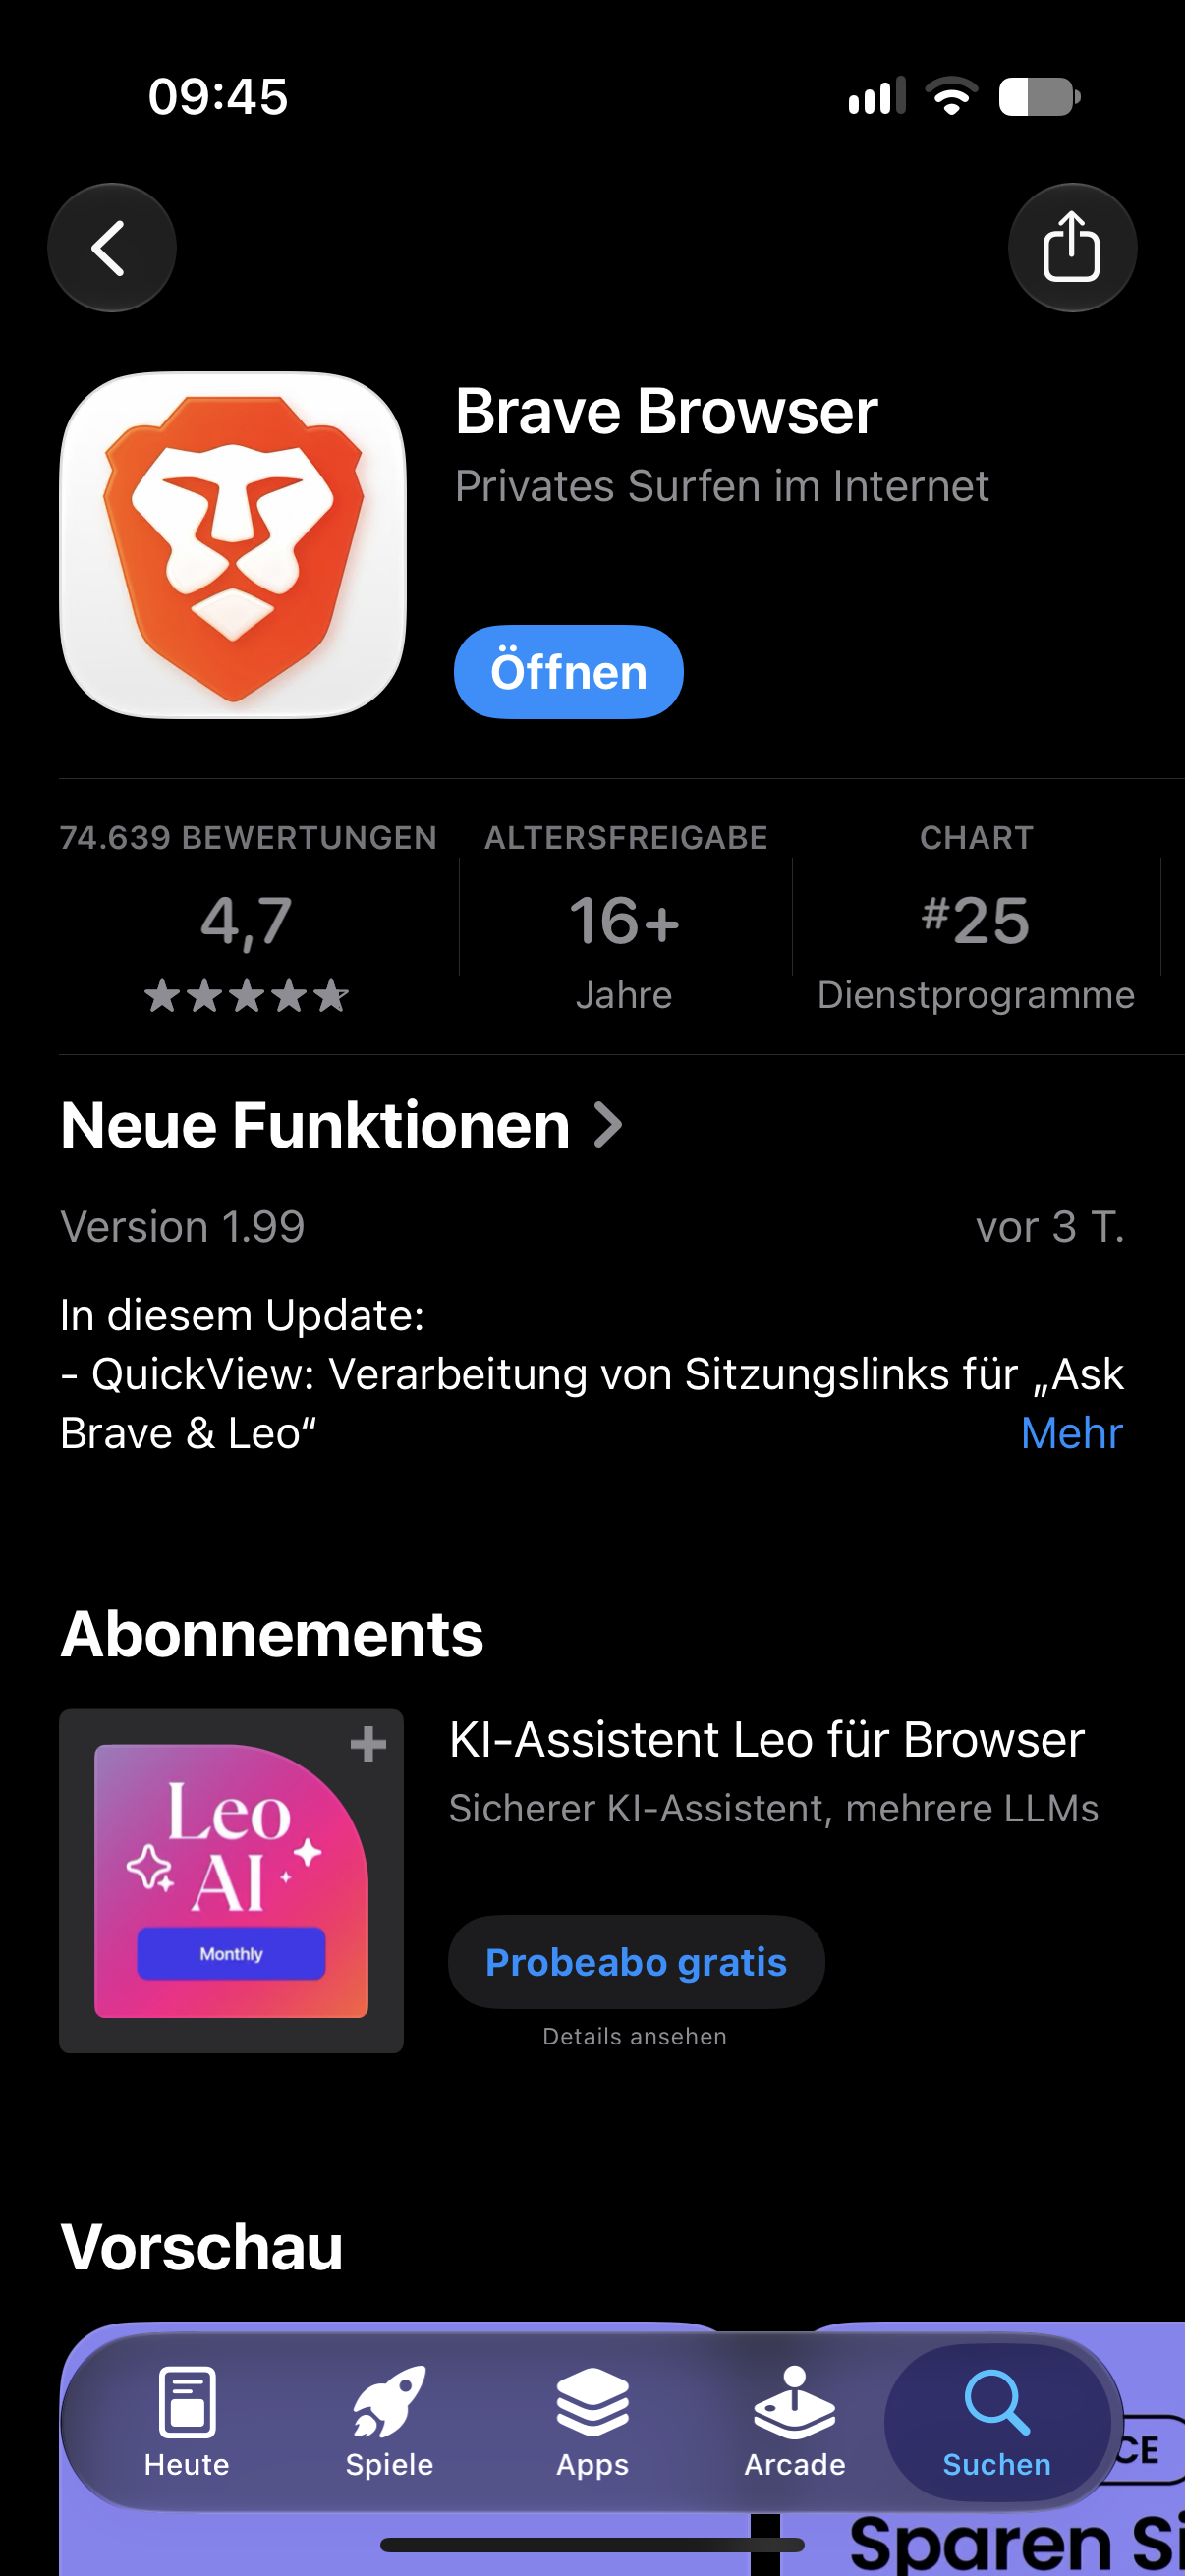 09:45
Brave Browser
Privates Surfen im Internet
Öffnen
74.639 BEWERTUNGEN
4,7
ALTERSFREIGABE
16+
Jahre
CHART
#25
Dienstprogramme
Neue Funktionen
Version 1.99
vor 3 T.
In diesem Update:
- QuickView: Verarbeitung von Sitzungslinks für „Ask
Brave & Leo“
Mehr
Abonnements
Leo
AI
Monthly
KI-Assistent Leo für Browser
Sicherer KI-Assistent, mehrere LLMs
Probeabo gratis
Details ansehen
Vorschau
Heute
Spiele
Apps
Arcade
Suchen
CE
Sparen Si